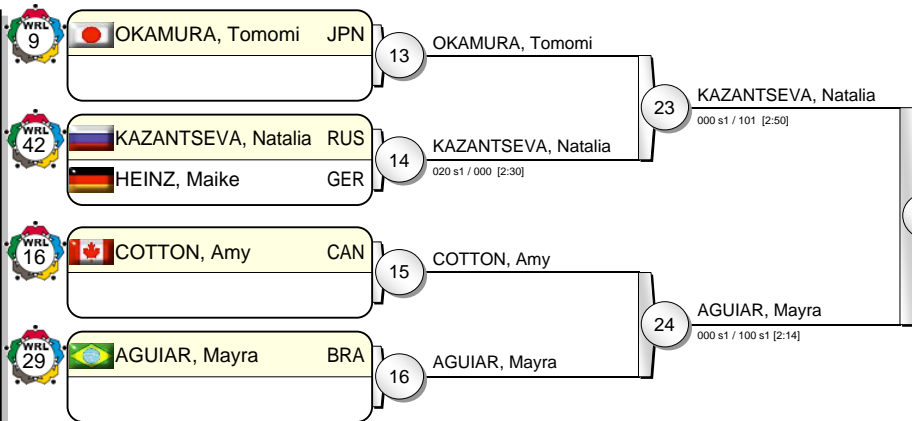 WRL
9
OKAMURA, Tomomi JPN
13
OKAMURA, Tomomi
23
KAZANTSEVA, Natalia
000 s1 / 101 [2:50]
WRL
42
KAZANTSEVA, Natalia RUS
HEINZ, Maike GER
14
KAZANTSEVA, Natalia
020 s1 / 000 [2:30]
WRL
16
COTTON, Amy CAN
15
COTTON, Amy
24
AGUIAR, Mayra
000 s1 / 100 s1 [2:14]
WRL
29
AGUIAR, Mayra BRA
16
AGUIAR, Mayra